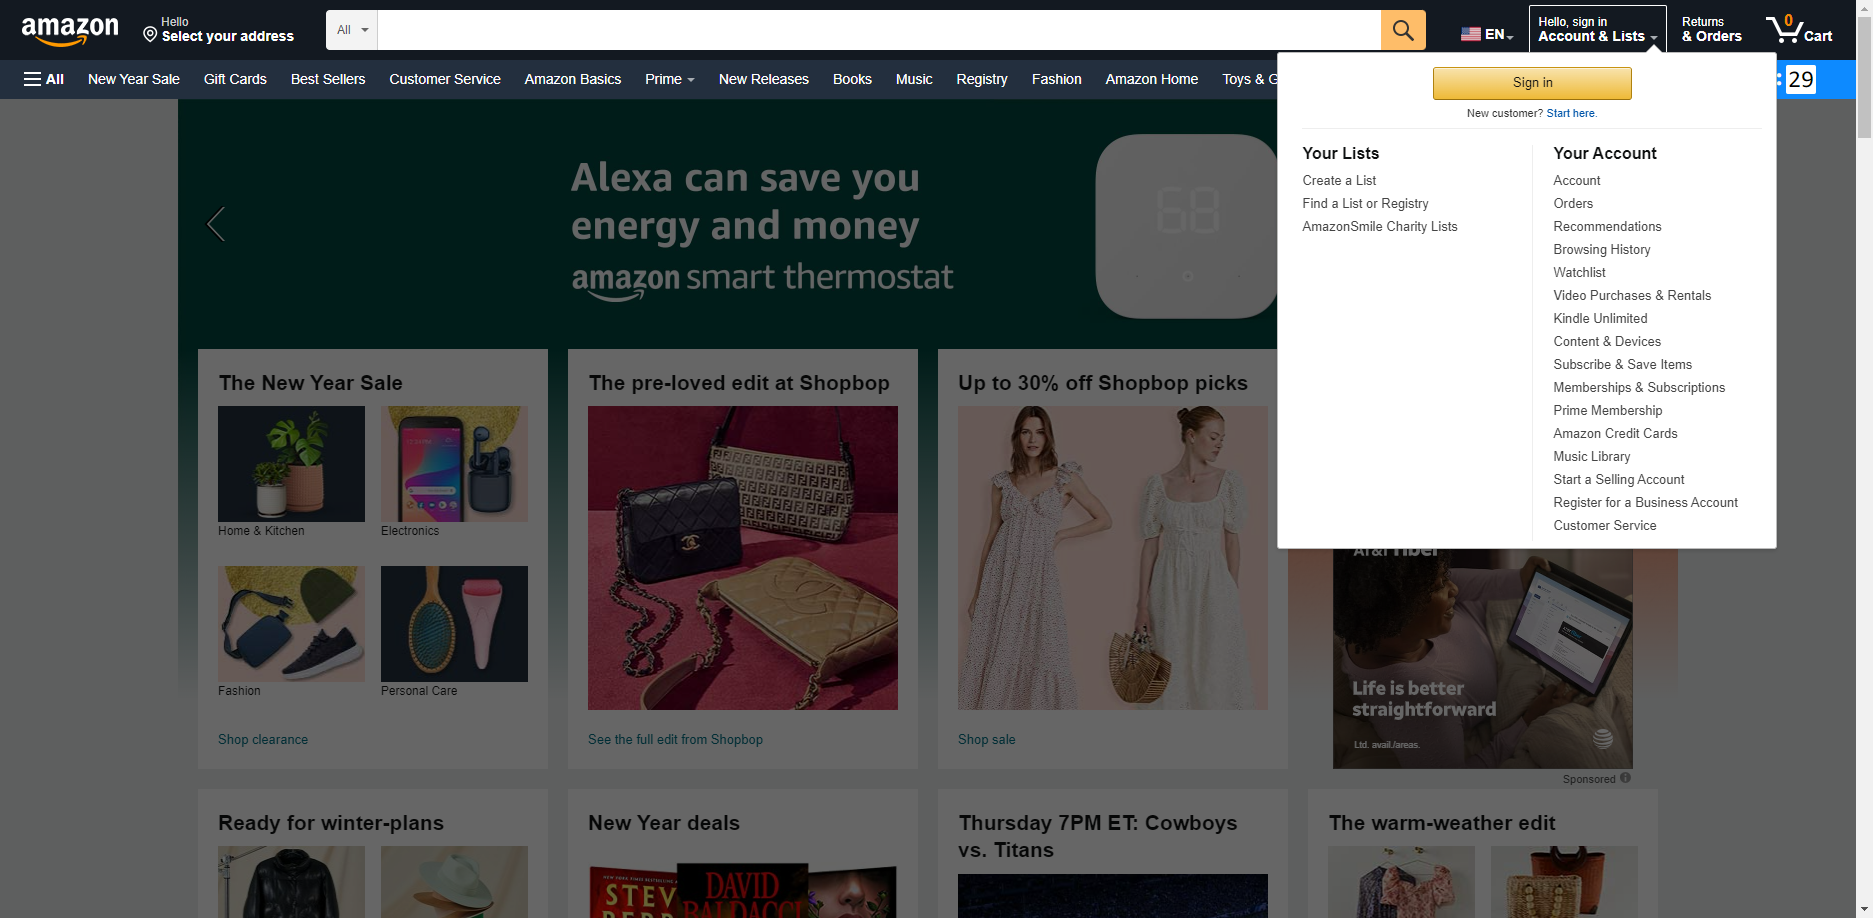 amazon
Hello
Select your address
All
EN
Hello, sign in
Account & Lists
Returns
& Orders
0
Cart
All
New Year Sale
Gift Cards
Best Sellers
Customer Service
Amazon Basics
Prime
New Releases
Books
Music
Registry
Fashion
Amazon Home
Toys & G
: 29
Sign in
New customer? Start here.
Your Lists
Create a List
Find a List or Registry
AmazonSmile Charity Lists
Your Account
Account
Orders
Recommendations
Browsing History
Watchlist
Video Purchases & Rentals
Kindle Unlimited
Content & Devices
Subscribe & Save Items
Memberships & Subscriptions
Prime Membership
Amazon Credit Cards
Music Library
Start a Selling Account
Register for a Business Account
Customer Service
Alexa can save you
energy and money
amazon smart thermostat
68
The New Year Sale
Home & Kitchen
Electronics
Fashion
Personal Care
Shop clearance
The pre-loved edit at Shopbop
See the full edit from Shopbop
Up to 30% off Shopbop picks
Shop sale
AT&T Fiber
Life is better
straightforward
Ltd. avail./areas.
Sponsored
Ready for winter-plans
New Year deals
STEV
DAVID
BALDACCI
Thursday 7PM ET: Cowboys
vs. Titans
The warm-weather edit